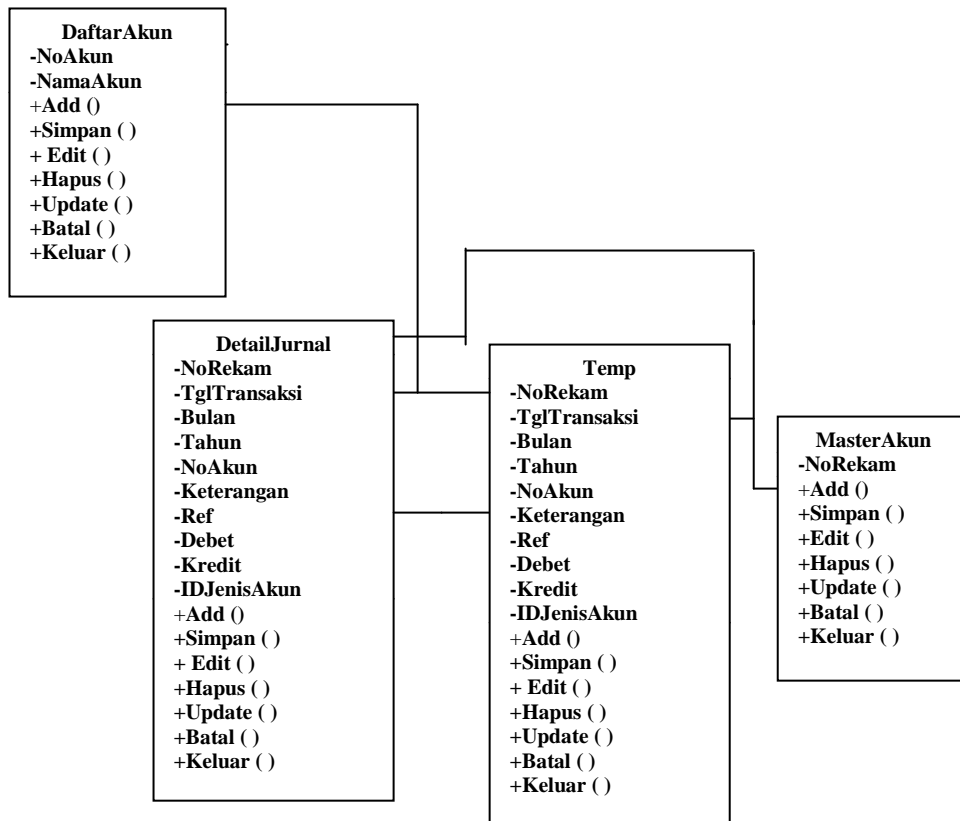 DaftarAkun
-NoAkun
-NamaAkun
+Add ()
+Simpan ( )
+ Edit ( )
+Hapus ( )
+Update ( )
+Batal ( )
+Keluar ( )
DetailJurnal
-NoRekam
-TglTransaksi
-Bulan
-Tahun
-NoAkun
-Keterangan
-Ref
-Debet
-Kredit
-IDJenisAkun
+Add ()
+Simpan ( )
+ Edit ( )
+Hapus ( )
+Update ( )
+Batal ( )
+Keluar ( )
Temp
-NoRekam
-TglTransaksi
-Bulan
-Tahun
-NoAkun
-Keterangan
-Ref
-Debet
-Kredit
-IDJenisAkun
+Add ()
+Simpan ( )
+ Edit ( )
+Hapus ( )
+Update ( )
+Batal ( )
+Keluar ( )
MasterAkun
-NoRekam
+Add ()
+Simpan ( )
+Edit ( )
+Hapus ( )
+Update ( )
+Batal ( )
+Keluar ( )